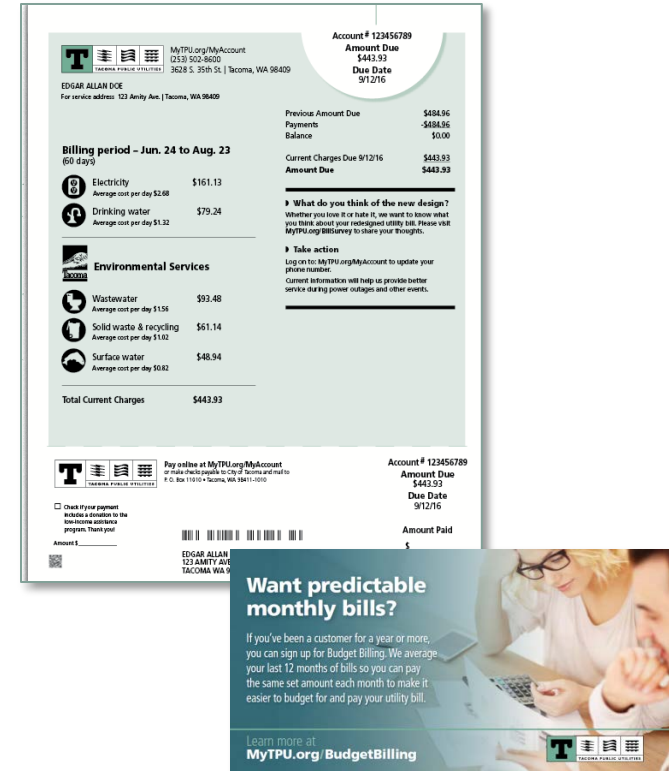 Account # 123456789
Amount Due
$443.93
Due Date
9/12/16
T
TACOMA PUBLIC UTILITIES
MyTPU.org/MyAccount
(253) 502-8600
3628 S. 35th St. | Tacoma, WA 98409
EDGAR ALLAN DOE
For service address 123 Amity Ave. | Tacoma, WA 98409
Previous Amount Due $484.96
Payments -$484.96
Balance $0.00
Current Charges Due 9/12/16 $443.93
Amount Due $443.93
Billing period – Jun. 24 to Aug. 23
(60 days)
Electricity $161.13
Average cost per day $2.68
Drinking water $79.24
Average cost per day $1.32
Tacoma
Environmental Services
Wastewater $93.48
Average cost per day $1.56
Solid waste & recycling $61.14
Average cost per day $1.02
Surface water $48.94
Average cost per day $0.82
Total Current Charges $443.93
What do you think of the new design?
Whether you love it or hate it, we want to know what
you think about your redesigned utility bill. Please visit
MyTPU.org/BillSurvey to share your thoughts.
Take action
Log on to: MyTPU.org/MyAccount to update your
phone number.
Current information will help us provide better
service during power outages and other events.
T
TACOMA PUBLIC UTILITIES
Pay online at MyTPU.org/MyAccount
or make checks payable to City of Tacoma and mail to
P. O. Box 11010 • Tacoma, WA 98411-1010
Account # 123456789
Amount Due
$443.93
Due Date
9/12/16
Amount Paid
$
Check if your payment
includes a donation to the
low-income assistance
program. Thank you!
Amount $
EDGAR ALLAN
123 AMITY AVE
TACOMA WA 9
Want predictable
monthly bills?
If you've been a customer for a year or more,
you can sign up for Budget Billing. We average
your last 12 months of bills so you can pay
the same set amount each month to make it
easier to budget for and pay your utility bill.
Learn more at
MyTPU.org/BudgetBilling
T
TACOMA PUBLIC UTILITIES